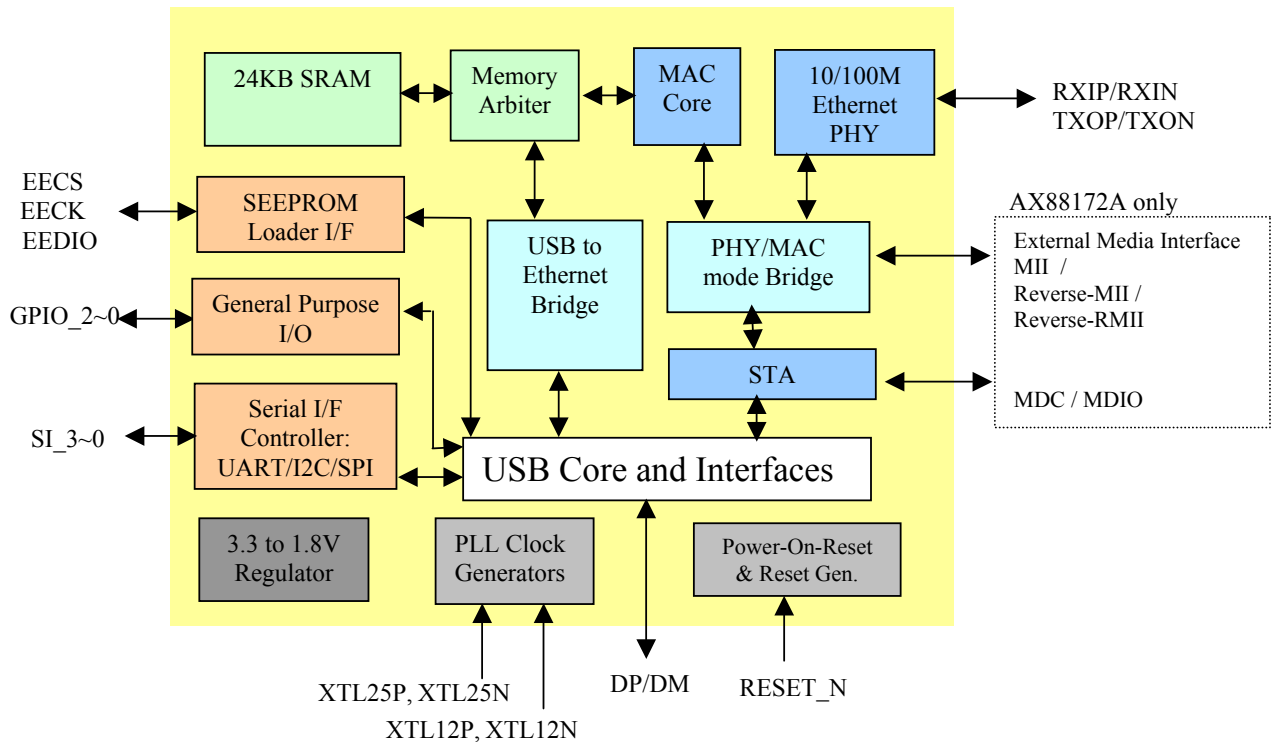 24KB SRAM
Memory
Arbiter
MAC
Core
10/100M
Ethernet
PHY
RXIP/RXIN
TXOP/TXON
EECS
EECK
EEDIO
SEEPROM
Loader I/F
USB to
Ethernet
Bridge
PHY/MAC
mode Bridge
AX88172A only
External Media Interface
MII /
Reverse-MII /
Reverse-RMII
MDC / MDIO
GPIO_2~0
General Purpose
I/O
STA
SI_3~0
Serial I/F
Controller:
UART/I2C/SPI
USB Core and Interfaces
3.3 to 1.8V
Regulator
PLL Clock
Generators
Power-On-Reset
& Reset Gen.
XTL25P, XTL25N
XTL12P, XTL12N
DP/DM
RESET_N